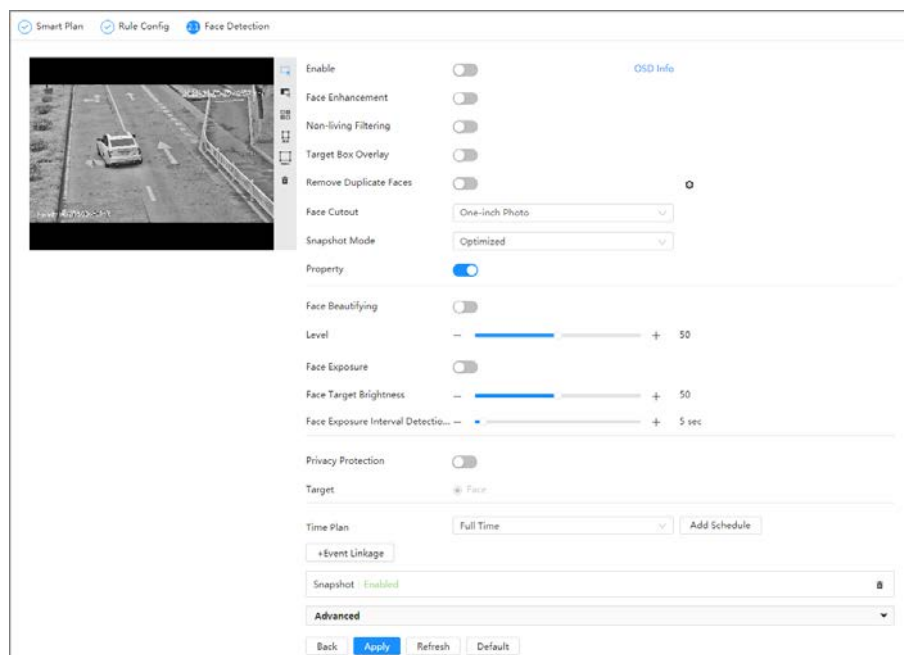 Smart Plan Rule Config 2.1 Face Detection
Enable OSD Info
Face Enhancement
Non-living Filtering
Target Box Overlay
Remove Duplicate Faces
Face Cutout One-inch Photo
Snapshot Mode Optimized
Property
Face Beautifying
Level − + 50
Face Exposure
Face Target Brightness − + 50
Face Exposure Interval Detectio... − + 5 sec
Privacy Protection
Target Face
Time Plan Full Time Add Schedule
+Event Linkage
Snapshot Enabled
Advanced
Back Apply Refresh Default